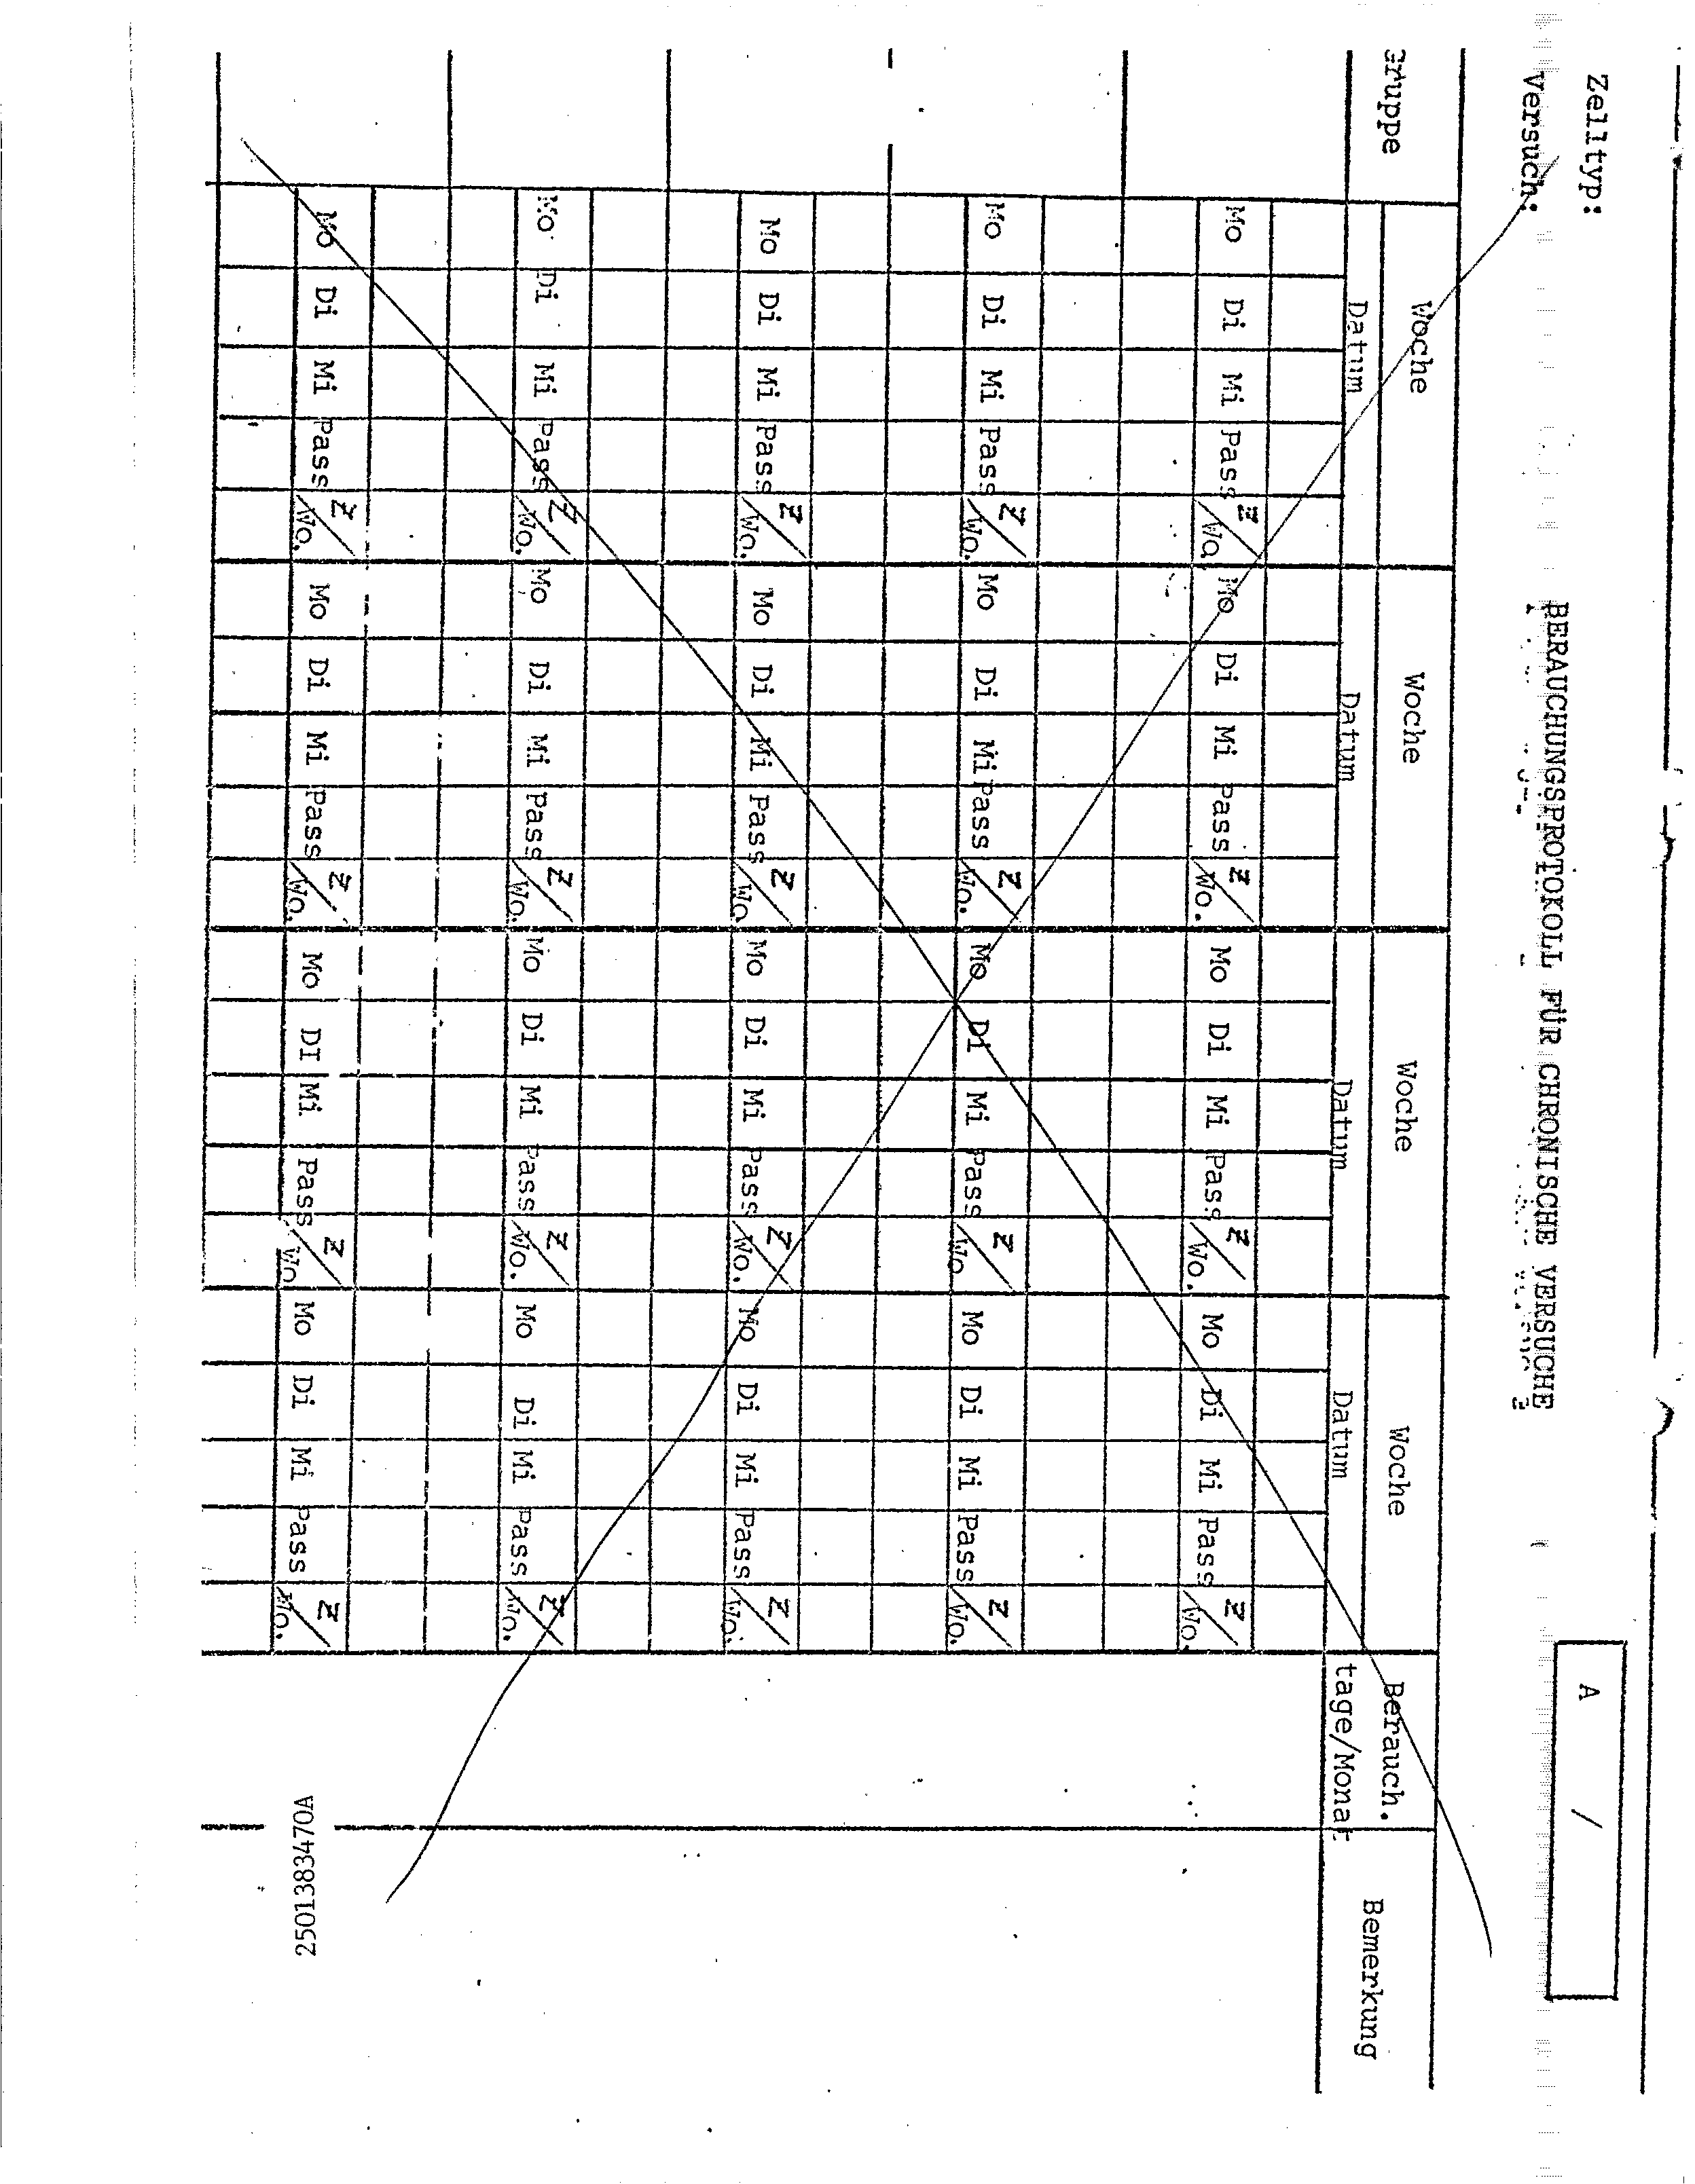 Zelltyp:
A /
BERAUCHUNGSPROTOKOLL FÜR CHRONISCHE VERSUCHE
Versuch:
Gruppe Woche Woche Woche Woche Berauch. Bemerkung
Datum Datum Datum Datum tage/Monat
Mo Di Mi Pass Z/Wo. Mo Di Mi Pass Z/Wo. Mo Di Mi Pass Z/Wo. Mo Di Mi Pass Z/Wo.
Mo Di Mi Pass Z/Wo. Mo Di Mi Pass Z/Wo. Mo Di Mi Pass Z/Wo. Mo Di Mi Pass Z/Wo.
Mo Di Mi Pass Z/Wo. Mo Di Mi Pass Z/Wo. Mo Di Mi Pass Z/Wo. Mo Di Mi Pass Z/Wo.
Mo Di Mi Pass Z/Wo. Mo Di Mi Pass Z/Wo. Mo Di Mi Pass Z/Wo. Mo Di Mi Pass Z/Wo.
Mo Di Mi Pass Z/Wo. Mo Di Mi Pass Z/Wo. Mo DI Mi Pass Z/Wo. Mo Di Mi Pass Z/Wo.
2501383470A